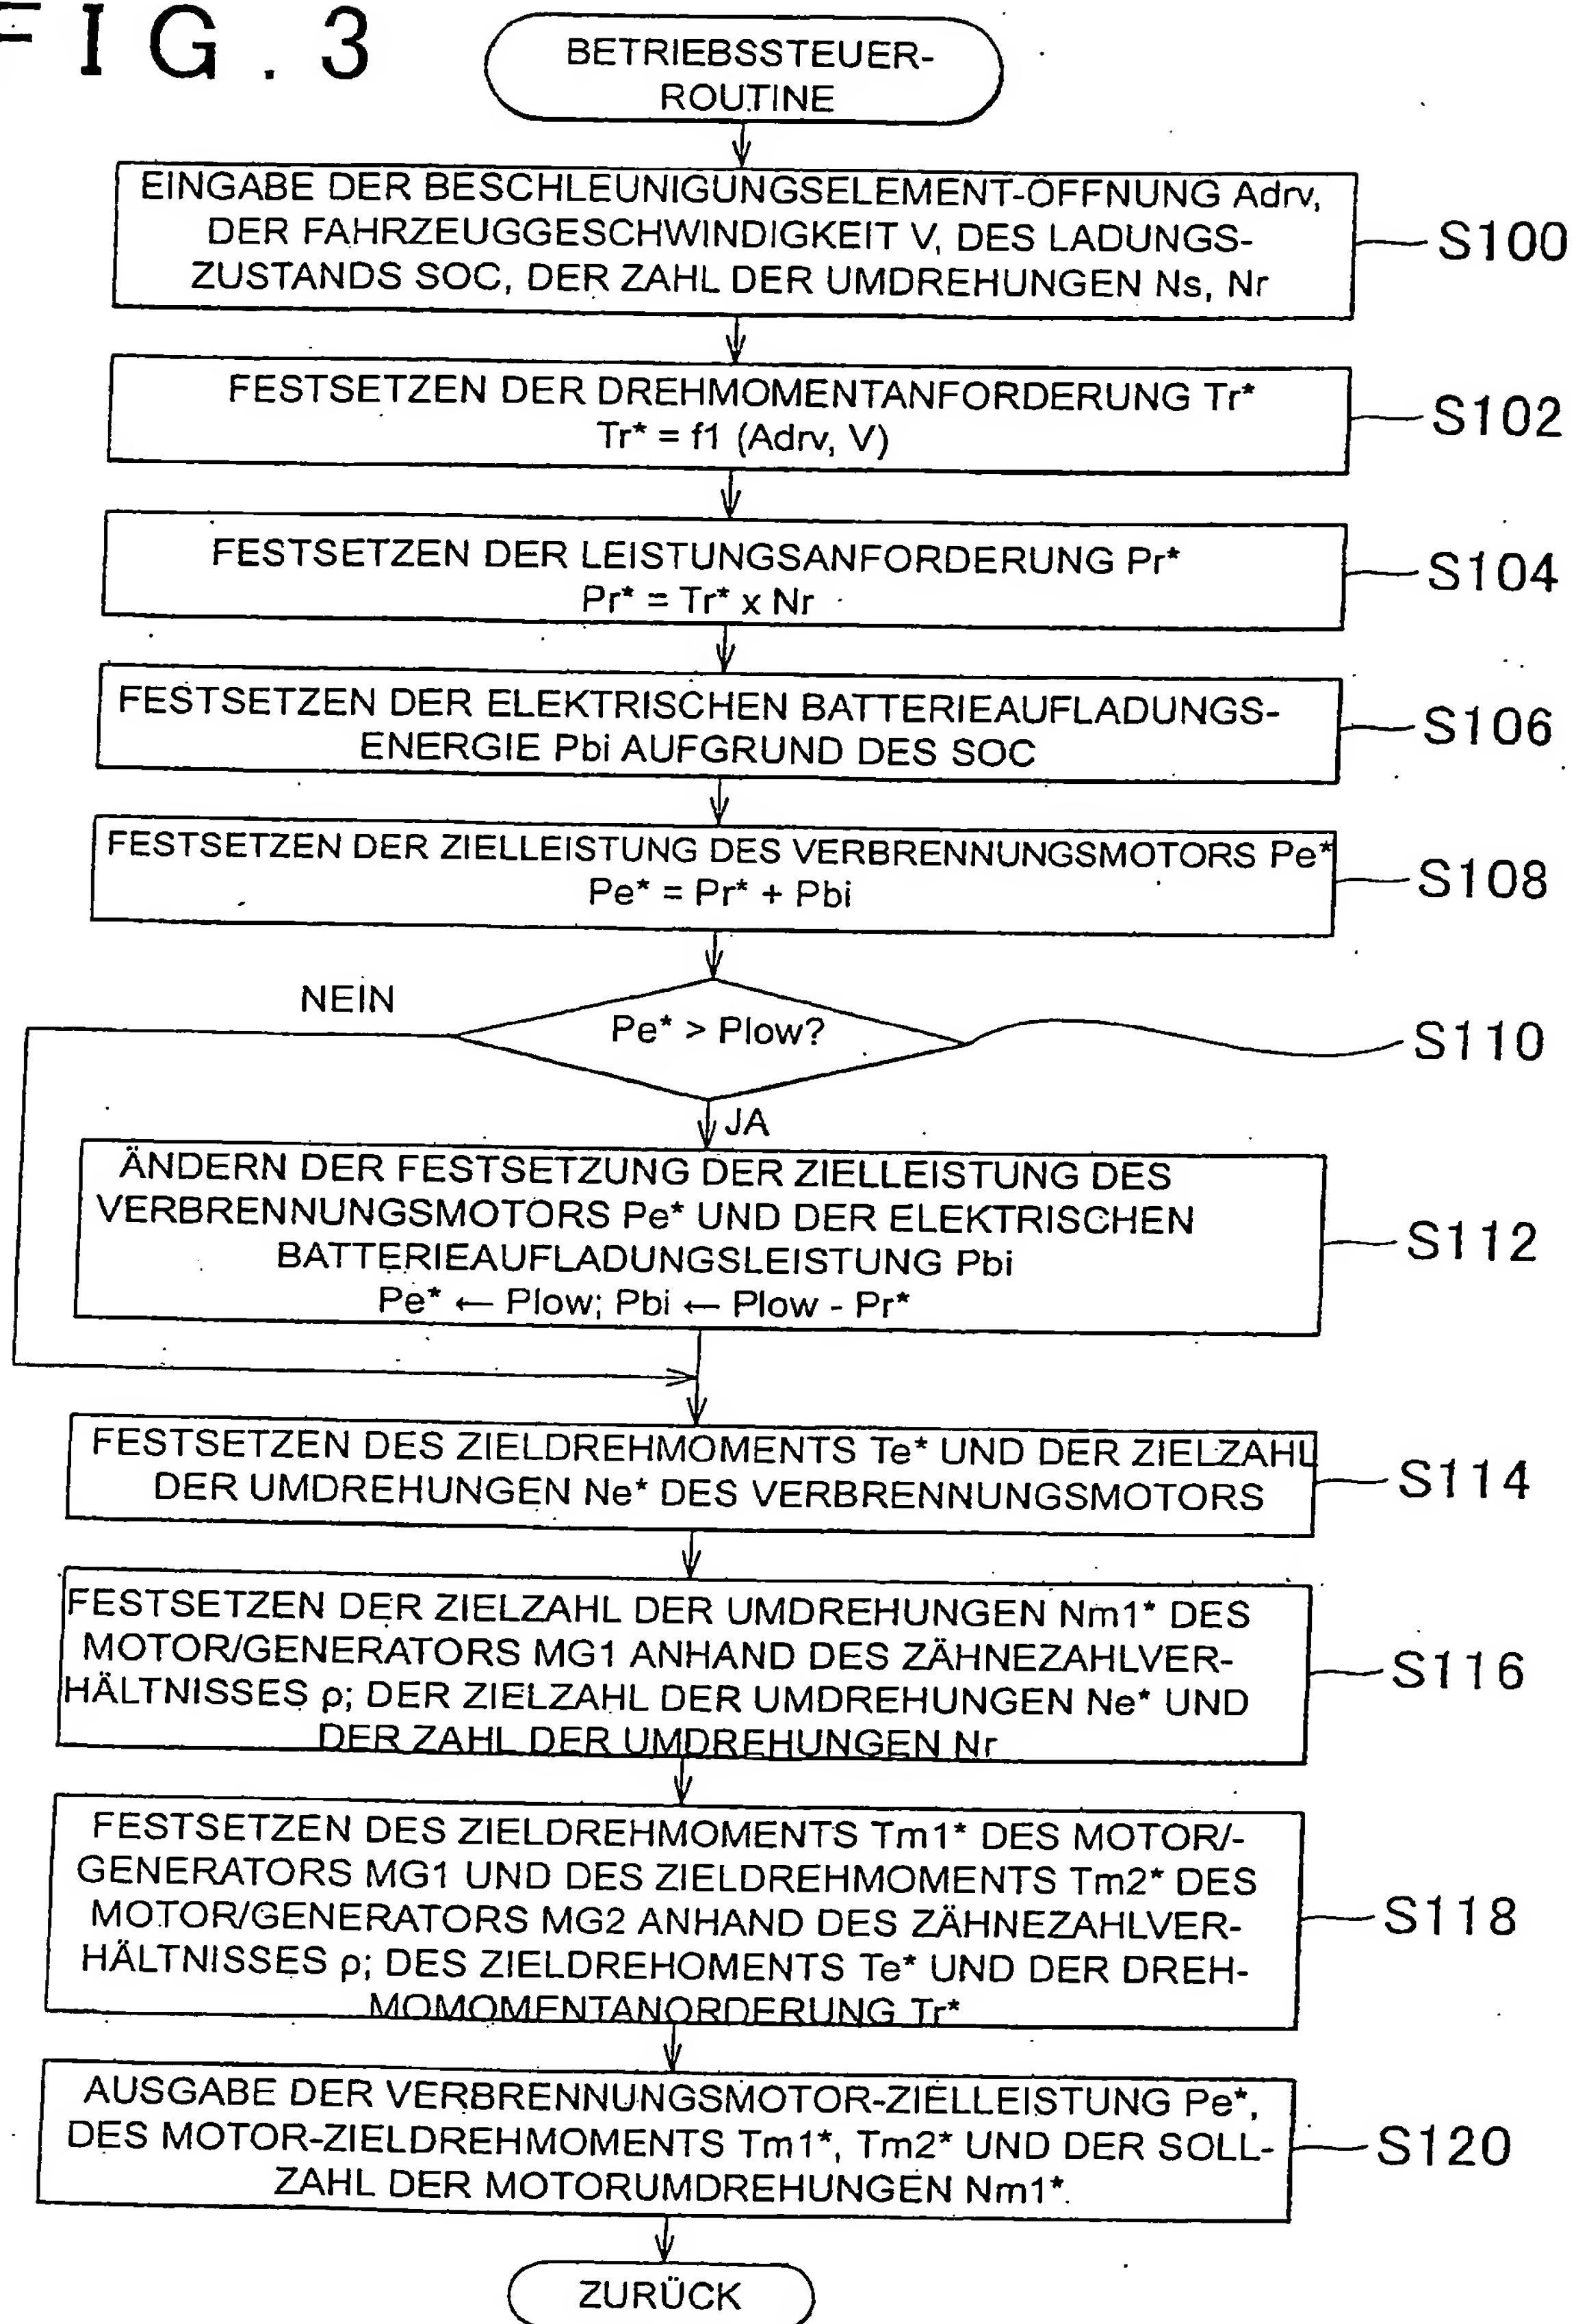 FIG. 3
BETRIEBSSTEUER-
ROUTINE
EINGABE DER BESCHLEUNIGUNGSELEMENT-ÖFFNUNG Adrv,
DER FAHRZEUGGESCHWINDIGKEIT V, DES LADUNGS-
ZUSTANDS SOC, DER ZAHL DER UMDREHUNGEN Ns, Nr
S100
FESTSETZEN DER DREHMOMENTANFORDERUNG Tr*
Tr* = f1 (Adrv, V)
S102
FESTSETZEN DER LEISTUNGSANFORDERUNG Pr*
Pr* = Tr* x Nr
S104
FESTSETZEN DER ELEKTRISCHEN BATTERIEAUFLADUNGS-
ENERGIE Pbi AUFGRUND DES SOC
S106
FESTSETZEN DER ZIELLEISTUNG DES VERBRENNUNGSMOTORS Pe*
Pe* = Pr* + Pbi
S108
NEIN
Pe* > Plow?
S110
JA
ÄNDERN DER FESTSETZUNG DER ZIELLEISTUNG DES
VERBRENNUNGSMOTORS Pe* UND DER ELEKTRISCHEN
BATTERIEAUFLADUNGSLEISTUNG Pbi
Pe* ← Plow; Pbi ← Plow - Pr*
S112
FESTSETZEN DES ZIELDREHMOMENTS Te* UND DER ZIELZAHL
DER UMDREHUNGEN Ne* DES VERBRENNUNGSMOTORS
S114
FESTSETZEN DER ZIELZAHL DER UMDREHUNGEN Nm1* DES
MOTOR/GENERATORS MG1 ANHAND DES ZÄHNEZAHLVER-
HÄLTNISSES ρ; DER ZIELZAHL DER UMDREHUNGEN Ne* UND
DER ZAHL DER UMDREHUNGEN Nr
S116
FESTSETZEN DES ZIELDREHMOMENTS Tm1* DES MOTOR/-
GENERATORS MG1 UND DES ZIELDREHMOMENTS Tm2* DES
MOTOR/GENERATORS MG2 ANHAND DES ZÄHNEZAHLVER-
HÄLTNISSES ρ; DES ZIELDREHOMENTS Te* UND DER DREH-
MOMOMENTANORDERUNG Tr*
S118
AUSGABE DER VERBRENNUNGSMOTOR-ZIELLEISTUNG Pe*,
DES MOTOR-ZIELDREHMOMENTS Tm1*, Tm2* UND DER SOLL-
ZAHL DER MOTORUMDREHUNGEN Nm1*.
S120
ZURÜCK